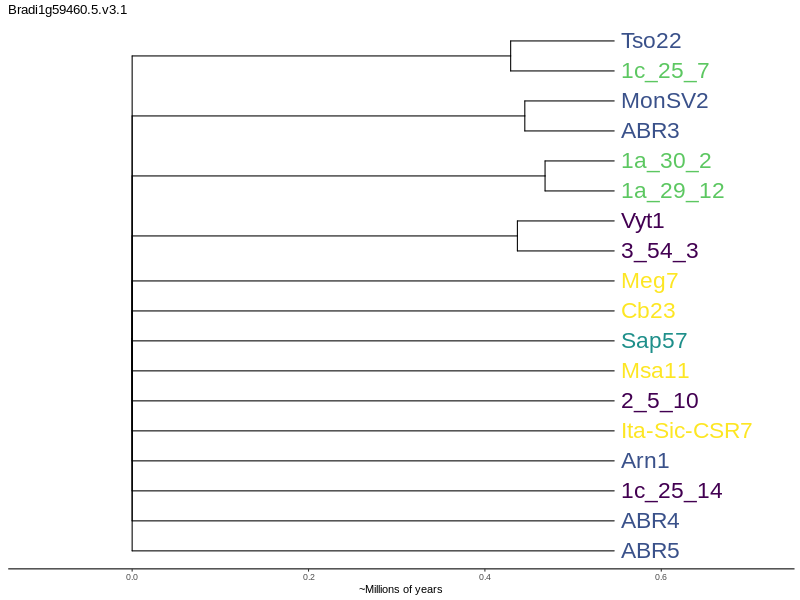 Bradi1g59460.5.v3.1
Tso22
1c_25_7
MonSV2
ABR3
1a_30_2
1a_29_12
Vyt1
3_54_3
Meg7
Cb23
Sap57
Msa11
2_5_10
Ita-Sic-CSR7
Arn1
1c_25_14
ABR4
ABR5
0.0 0.2 0.4 0.6
~Millions of years